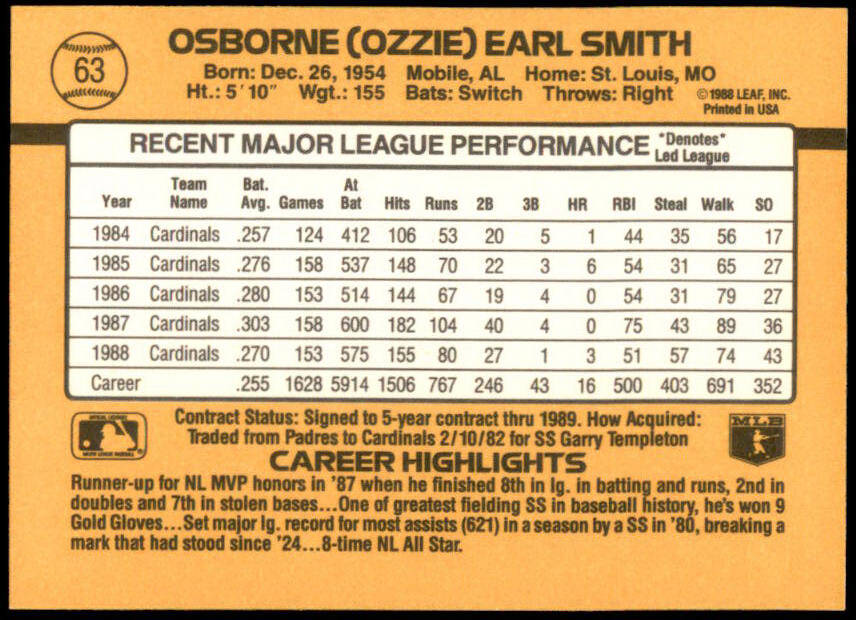 63
OSBORNE (OZZIE) EARL SMITH
Born: Dec. 26, 1954 Mobile, AL Home: St. Louis, MO
Ht.: 5'10" Wgt.: 155 Bats: Switch Throws: Right ©1988 LEAF, INC.
Printed in USA
RECENT MAJOR LEAGUE PERFORMANCE *Denotes*
Led League
Year Team Name Bat. Avg. Games At Bat Hits Runs 2B 3B HR RBI Steal Walk SO
1984 Cardinals .257 124 412 106 53 20 5 1 44 35 56 17
1985 Cardinals .276 158 537 148 70 22 3 6 54 31 65 27
1986 Cardinals .280 153 514 144 67 19 4 0 54 31 79 27
1987 Cardinals .303 158 600 182 104 40 4 0 75 43 89 36
1988 Cardinals .270 153 575 155 80 27 1 3 51 57 74 43
Career .255 1628 5914 1506 767 246 43 16 500 403 691 352
Contract Status: Signed to 5-year contract thru 1989. How Acquired:
Traded from Padres to Cardinals 2/10/82 for SS Garry Templeton
MLB
CAREER HIGHLIGHTS
Runner-up for NL MVP honors in '87 when he finished 8th in lg. in batting and runs, 2nd in
doubles and 7th in stolen bases...One of greatest fielding SS in baseball history, he's won 9
Gold Gloves...Set major lg. record for most assists (621) in a season by a SS in '80, breaking a
mark that had stood since '24...8-time NL All Star.